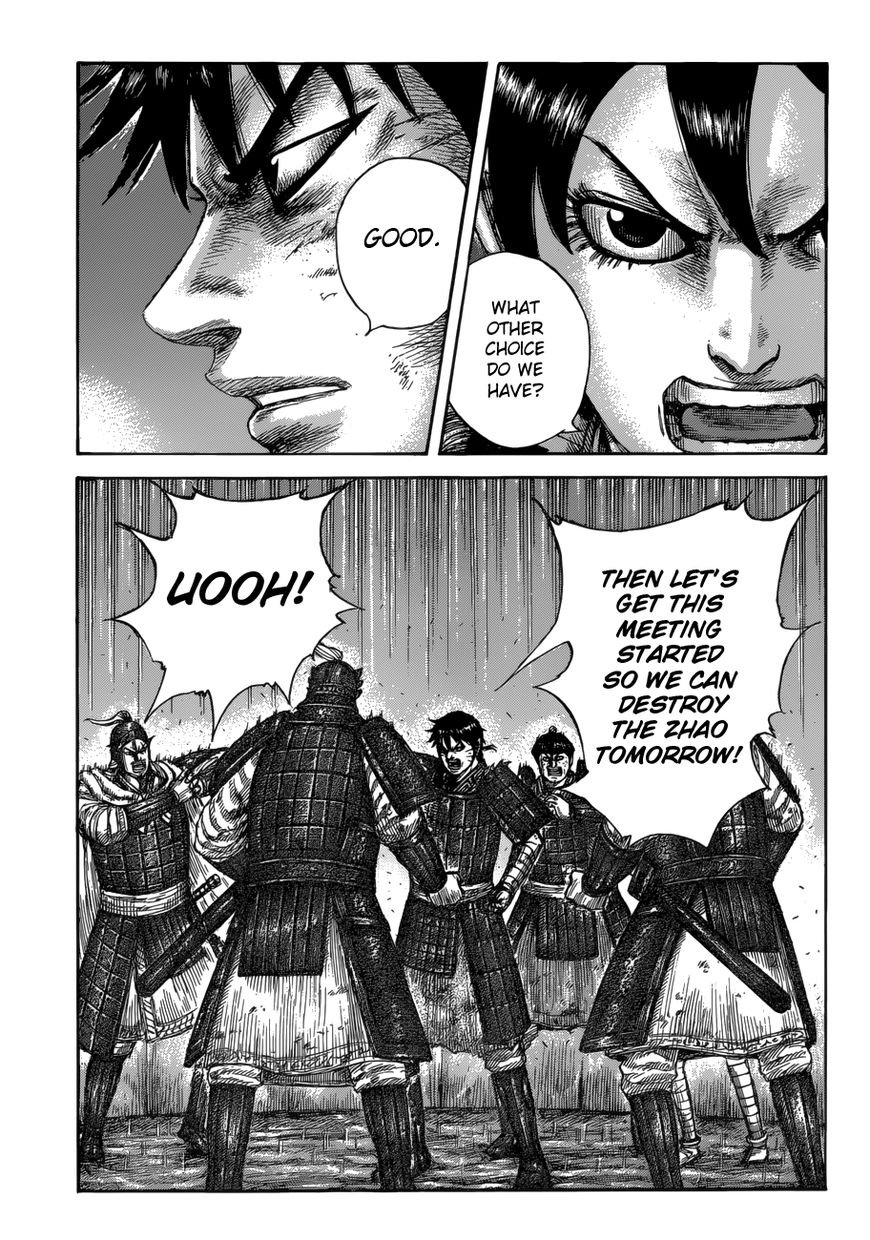 WHAT
OTHER
CHOICE
DO WE
HAVE?
GOOD.
THEN LET'S
GET THIS
MEETING
STARTED
SO WE CAN
DESTROY
THE ZHAO
TOMORROW!
UOOH!